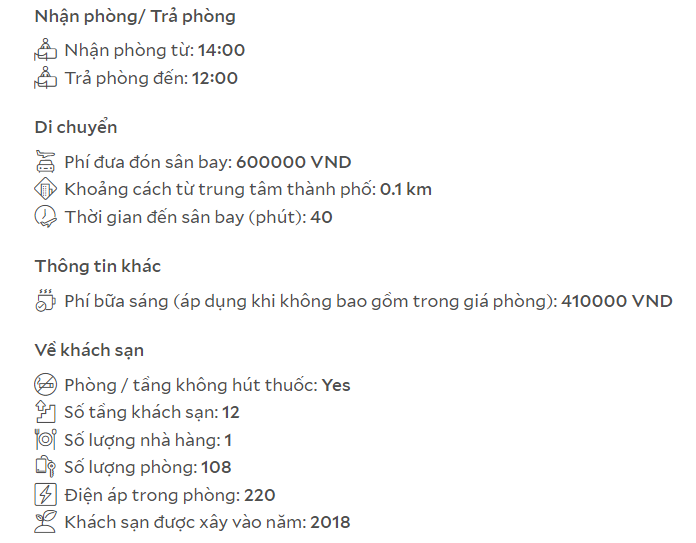 Nhận phòng/ Trả phòng
Nhận phòng từ: 14:00
Trả phòng đến: 12:00
Di chuyển
Phí đưa đón sân bay: 600000 VND
Khoảng cách từ trung tâm thành phố: 0.1 km
Thời gian đến sân bay (phút): 40
Thông tin khác
Phí bữa sáng (áp dụng khi không bao gồm trong giá phòng): 410000 VND
Về khách sạn
Phòng / tầng không hút thuốc: Yes
Số tầng khách sạn: 12
Số lượng nhà hàng: 1
Số lượng phòng: 108
Điện áp trong phòng: 220
Khách sạn được xây vào năm: 2018